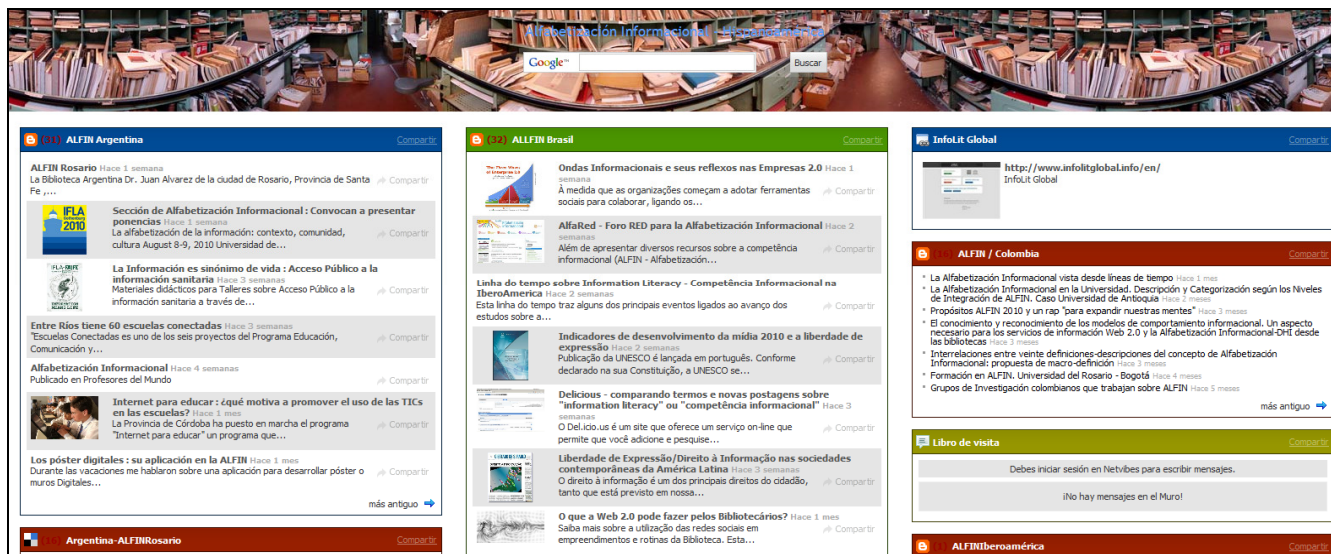 Alfabetización Informacional - Hispanoamérica
Google™
Buscar
(31) ALFIN Argentina
Compartir
ALFIN Rosario Hace 1 semana
La Biblioteca Argentina Dr. Juan Alvarez de la ciudad de Rosario, Provincia de Santa
Fe ,...
Compartir
IFLA
2010
Sección de Alfabetización Informacional : Convocan a presentar
ponencias Hace 1 semana
La alfabetización de la información: contexto, comunidad,
cultura August 8-9, 2010 Universidad de...
Compartir
La Información es sinónimo de vida : Acceso Público a la
información sanitaria Hace 3 semanas
Materiales didácticos para Talleres sobre Acceso Público a la
información sanitaria a través de...
Compartir
Entre Ríos tiene 60 escuelas conectadas Hace 3 semanas
"Escuelas Conectadas es uno de los seis proyectos del Programa Educación,
Comunicación y...
Compartir
Alfabetización Informacional Hace 4 semanas
Publicado en Profesores del Mundo
Compartir
Internet para educar : ¿qué motiva a promover el uso de las TICs
en las escuelas? Hace 1 mes
La Provincia de Córdoba ha puesto en marcha el programa
"Internet para educar" un programa que...
Compartir
Los póster digitales : su aplicación en la ALFIN Hace 1 mes
Durante las vacaciones me hablaron sobre una aplicación para desarrollar póster o
muros Digitales...
Compartir
más antiguo
Argentina-ALFINRosario
Compartir
(32) ALLFIN Brasil
Compartir
Ondas Informacionais e seus reflexos nas Empresas 2.0 Hace 1
semana
À medida que as organizações começam a adotar ferramentas
sociais para colaborar, ligando os...
Compartir
AlfaRed - Foro RED para la Alfabetización Informacional Hace 2
semanas
Além de apresentar diversos recursos sobre a competência
informacional (ALFIN - Alfabetización...
Compartir
Linha do tempo sobre Information Literacy - Competência Informacional na
IberoAmerica Hace 2 semanas
Esta linha do tempo traz alguns dos principais eventos ligados ao avanço dos
estudos sobre a...
Compartir
Indicadores de desenvolvimento da mídia 2010 e a liberdade de
expressão Hace 2 semanas
Publicação da UNESCO é lançada em português. Conforme
declarado na sua Constituição, a UNESCO se...
Compartir
Delicious - comparando termos e novas postagens sobre
"information literacy" ou "competência informacional" Hace 3
semanas
O Del.icio.us é um site que oferece um serviço on-line que
permite que você adicione e pesquise...
Compartir
Liberdade de Expressão/Direito à Informação nas sociedades
contemporâneas da América Latina Hace 3 semanas
O direito à informação é um dos principais direitos do cidadão,
tanto que está previsto em nossa...
Compartir
O que a Web 2.0 pode fazer pelos Bibliotecários? Hace 1 mes
Saiba mais sobre a utilização das redes sociais em
empreendimentos e rotinas da Biblioteca. Esta...
Compartir
InfoLit Global
Compartir
http://www.infolitglobal.info/en/
InfoLit Global
ALFIN / Colombia
Compartir
La Alfabetización Informacional vista desde líneas de tiempo Hace 1 mes
La Alfabetización Informacional en la Universidad. Descripción y Categorización según los Niveles
de Integración de ALFIN. Caso Universidad de Antioquia Hace 2 meses
Propósitos ALFIN 2010 y un rap "para expandir nuestras mentes" Hace 3 meses
El conocimiento y reconocimiento de los modelos de comportamiento informacional. Un aspecto
necesario para los servicios de información Web 2.0 y la Alfabetización Informacional-DHI desde
las bibliotecas Hace 3 meses
Interrelaciones entre veinte definiciones-descripciones del concepto de Alfabetización
Informacional: propuesta de macro-definición Hace 3 meses
Formación en ALFIN. Universidad del Rosario - Bogotá Hace 4 meses
Grupos de Investigación colombianos que trabajan sobre ALFIN Hace 5 meses
más antiguo
Libro de visita
Compartir
Debes iniciar sesión en Netvibes para escribir mensajes.
¡No hay mensajes en el Muro!
ALFINIberoamérica
Compartir